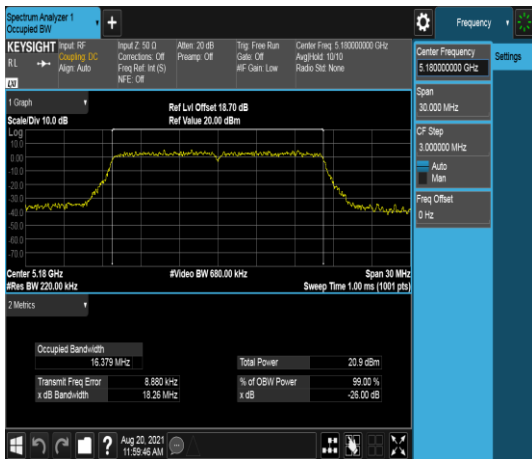 Spectrum Analyzer 1
Occupied BW
+
Frequency
KEYSIGHT
RL
LXI
Input: RF
Coupling: DC
Align: Auto
Input Z: 50 Ω
Corrections: Off
Freq Ref: Int (S)
NFE: Off
Atten: 20 dB
Preamp: Off
Trig: Free Run
Gate: Off
#IF Gain: Low
Center Freq: 5.180000000 GHz
Avg|Hold: 10/10
Radio Std: None
Center Frequency
5.180000000 GHz
Settings
Span
30.000 MHz
CF Step
3.000000 MHz
Auto
Man
Freq Offset
0 Hz
1 Graph
Scale/Div 10.0 dB
Ref Lvl Offset 18.70 dB
Ref Value 20.00 dBm
Log
10.0
0.00
-10.0
-20.0
-30.0
-40.0
-50.0
-60.0
-70.0
Center 5.18 GHz
#Res BW 220.00 kHz
#Video BW 680.00 kHz
Span 30 MHz
Sweep Time 1.00 ms (1001 pts)
2 Metrics
Occupied Bandwidth
16.379 MHz
Total Power 20.9 dBm
Transmit Freq Error 8.880 kHz
% of OBW Power 99.00 %
x dB Bandwidth 18.26 MHz
x dB -26.00 dB
?
Aug 20, 2021
11:59:46 AM